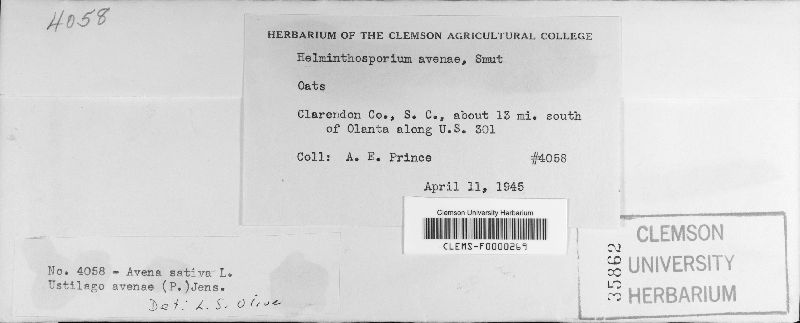 4058
HERBARIUM OF THE CLEMSON AGRICULTURAL COLLEGE
Helminthosporium avenae, Smut
Oats
Clarendon Co., S. C., about 13 mi. south
of Olanta along U.S. 301
Coll: A. E. Prince #4058
April 11, 1945
Clemson University Herbarium
CLEMS-F0000269
No. 4058 - Avena sativa L.
Ustilago avenae (P.)Jens.
Det: L. S. Olive
35862
CLEMSON
UNIVERSITY
HERBARIUM